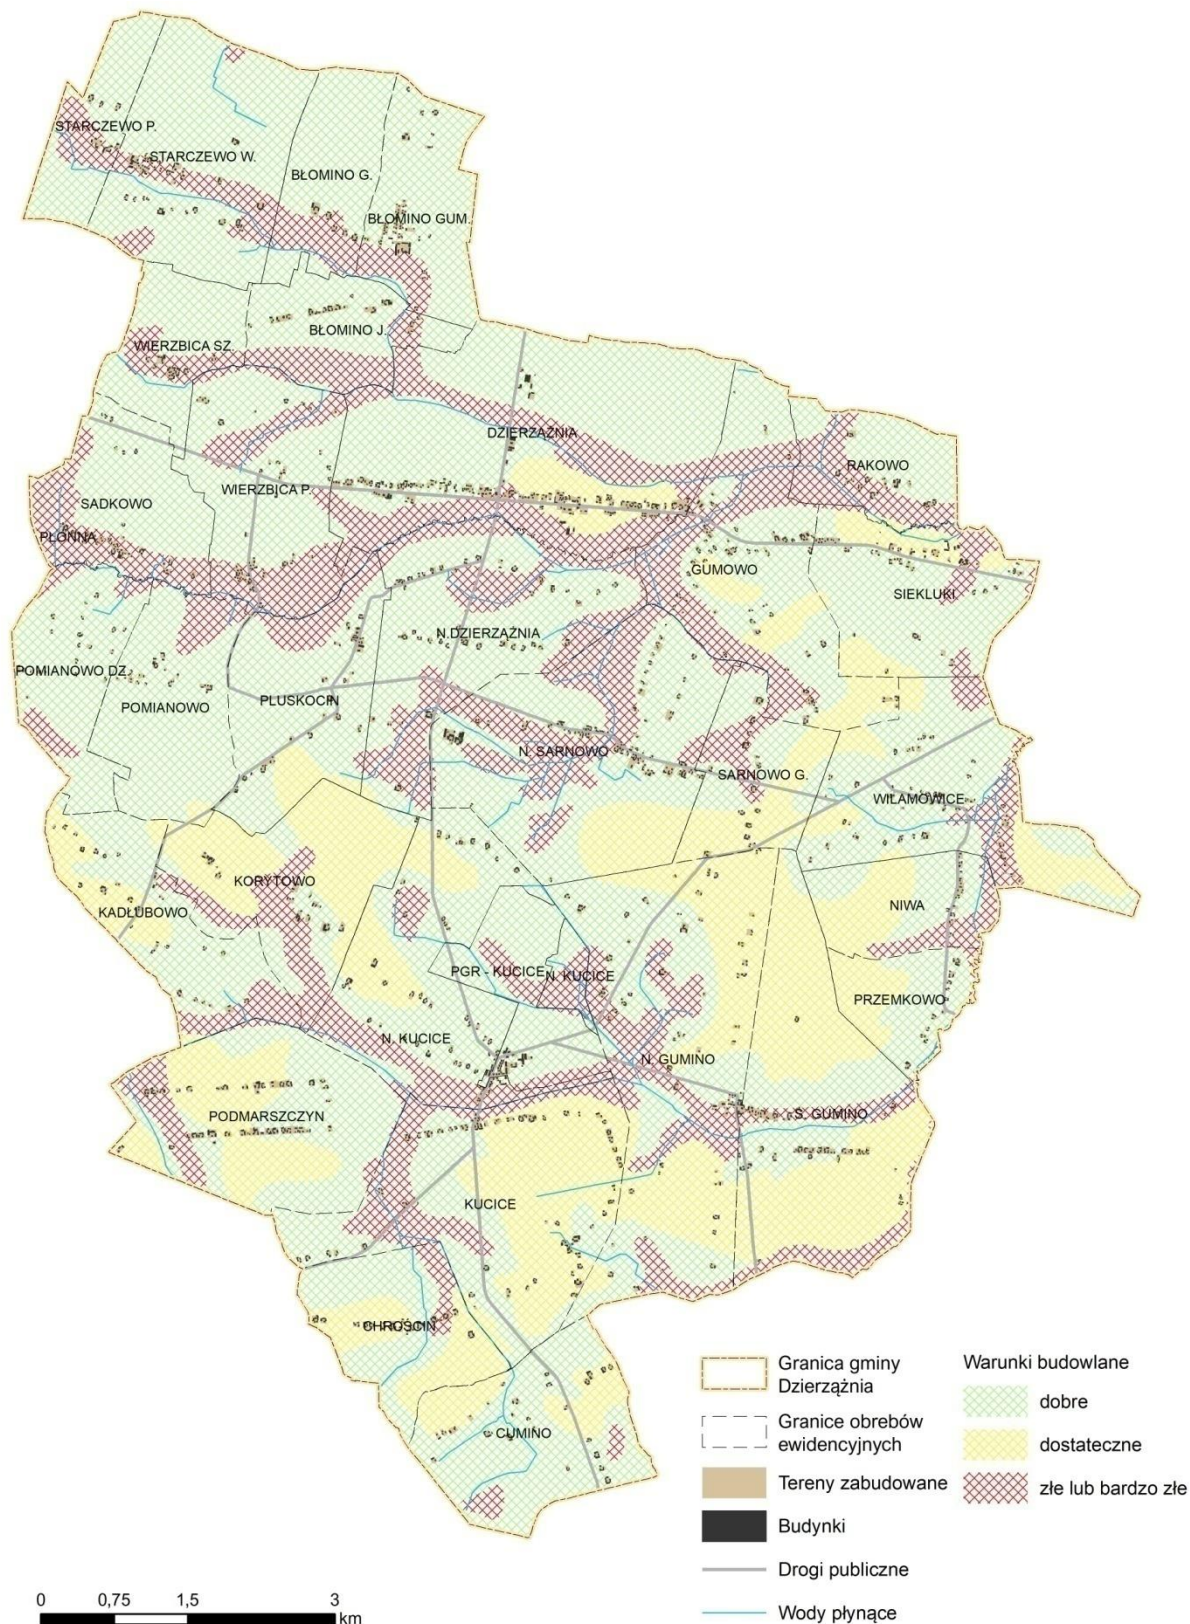 STARCZEWO P.
STARCZEWO W.
BŁOMINO G.
BŁOMINO GUM.
BŁOMINO J.
WIERZBICA SZ.
DZIERZĄŻNIA
RAKOWO
WIERZBICA P.
SADKOWO
PŁONNA
GUMOWO
SIEKLUKI
N.DZIERZĄŻNIA
POMIANOWO DZ.
POMIANOWO
PLUSKOCIN
N. SARNOWO
SARNOWO G.
WILAMOWICE
KORYTOWO
KADŁUBOWO
NIWA
PGR - KUCICE
N. KUCICE
PRZEMKOWO
N. KUCICE
N. GUMINO
PODMARSZCZYN
S. GUMINO
KUCICE
CHROŚCIN
CUMINO
Granica gminy
Dzierzążnia
Granice obrebów
ewidencyjnych
Tereny zabudowane
Budynki
Drogi publiczne
Wody płynące
Warunki budowlane
dobre
dostateczne
złe lub bardzo złe
0 0,75 1,5 3
km